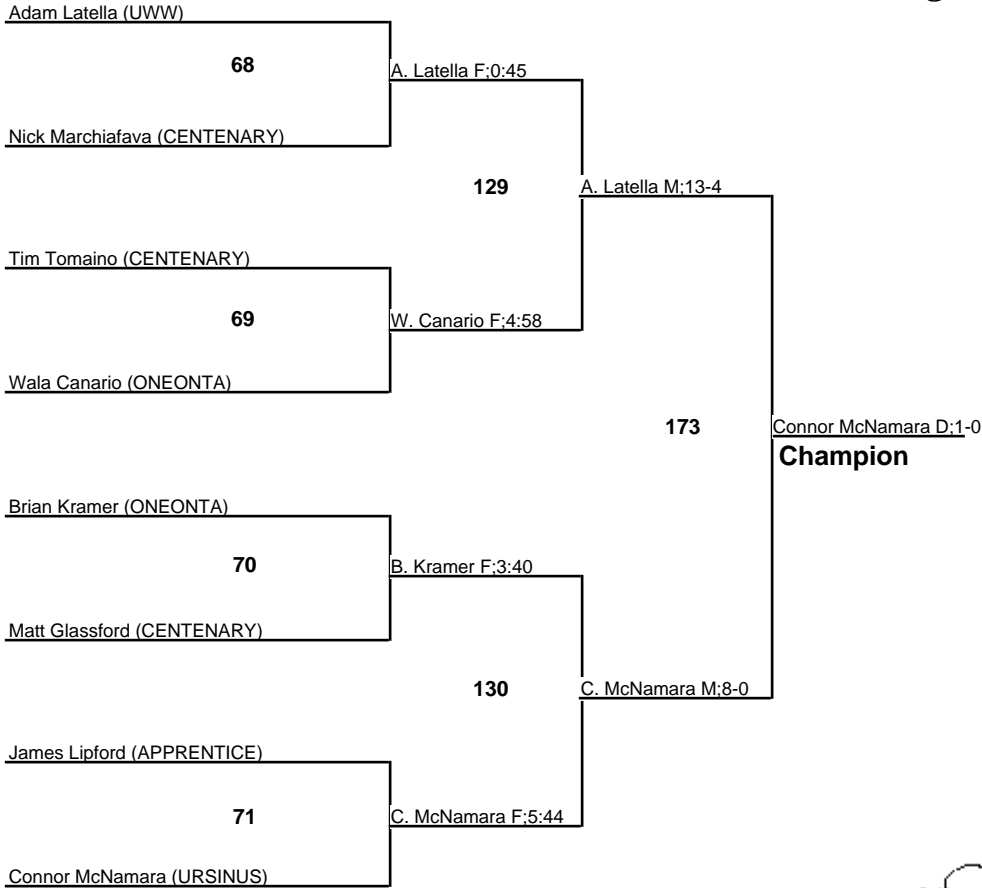 Adam Latella (UWW)
68
A. Latella F;0:45
Nick Marchiafava (CENTENARY)
129
A. Latella M;13-4
Tim Tomaino (CENTENARY)
69
W. Canario F;4:58
Wala Canario (ONEONTA)
173
Connor McNamara D;1-0
Champion
Brian Kramer (ONEONTA)
70
B. Kramer F;3:40
Matt Glassford (CENTENARY)
130
C. McNamara M;8-0
James Lipford (APPRENTICE)
71
C. McNamara F;5:44
Connor McNamara (URSINUS)